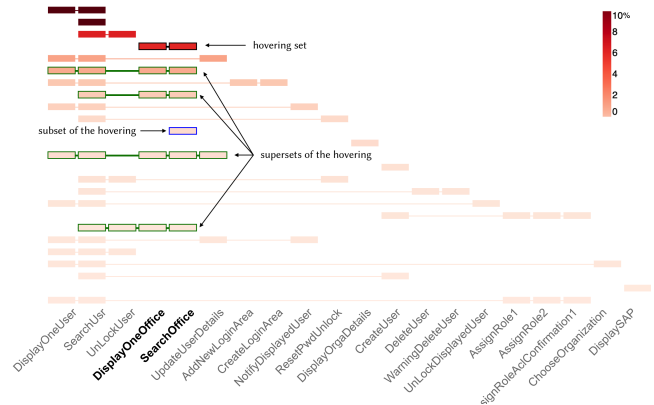 10%
8
hovering set
6
4
2
0
subset of the hovering
supersets of the hovering
DisplayOneUser
SearchUsr
UnLockUser
DisplayOneOffice
SearchOffice
UpdateUserDetails
AddNewLoginArea
CreateLoginArea
NotifyDisplayedUser
ResetPwdUnlock
DisplayOrgaDetails
CreateUser
DeleteUser
WarningDeleteUser
UnLockDisplayedUser
AssignRole1
AssignRole2
signRoleAclConfirmation1
ChooseOrganization
DisplaySAP